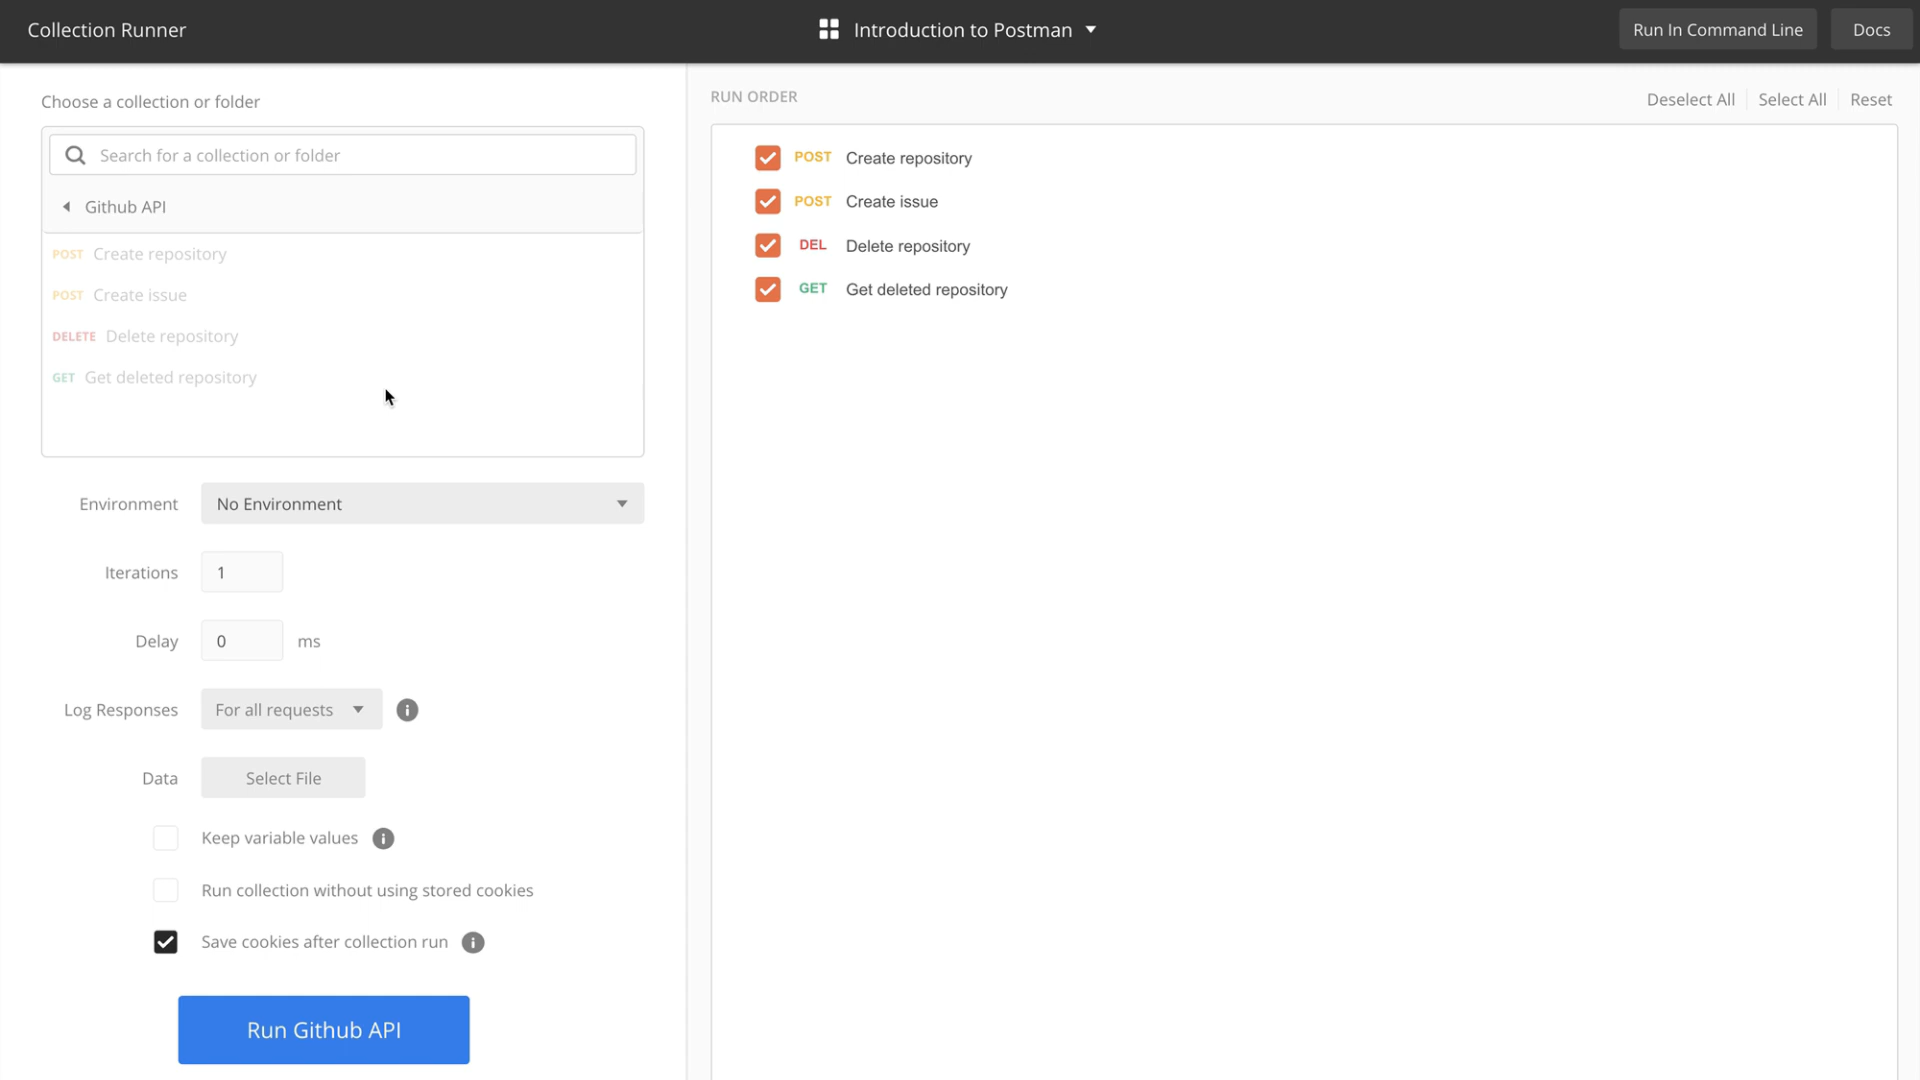 Collection Runner
Introduction to Postman
Run In Command Line
Docs
Choose a collection or folder
Search for a collection or folder
Github API
POST Create repository
POST Create issue
DELETE Delete repository
GET Get deleted repository
Environment No Environment
Iterations 1
Delay 0 ms
Log Responses For all requests
Data Select File
Keep variable values
Run collection without using stored cookies
Save cookies after collection run
Run Github API
RUN ORDER
Deselect All Select All Reset
POST Create repository
POST Create issue
DEL Delete repository
GET Get deleted repository